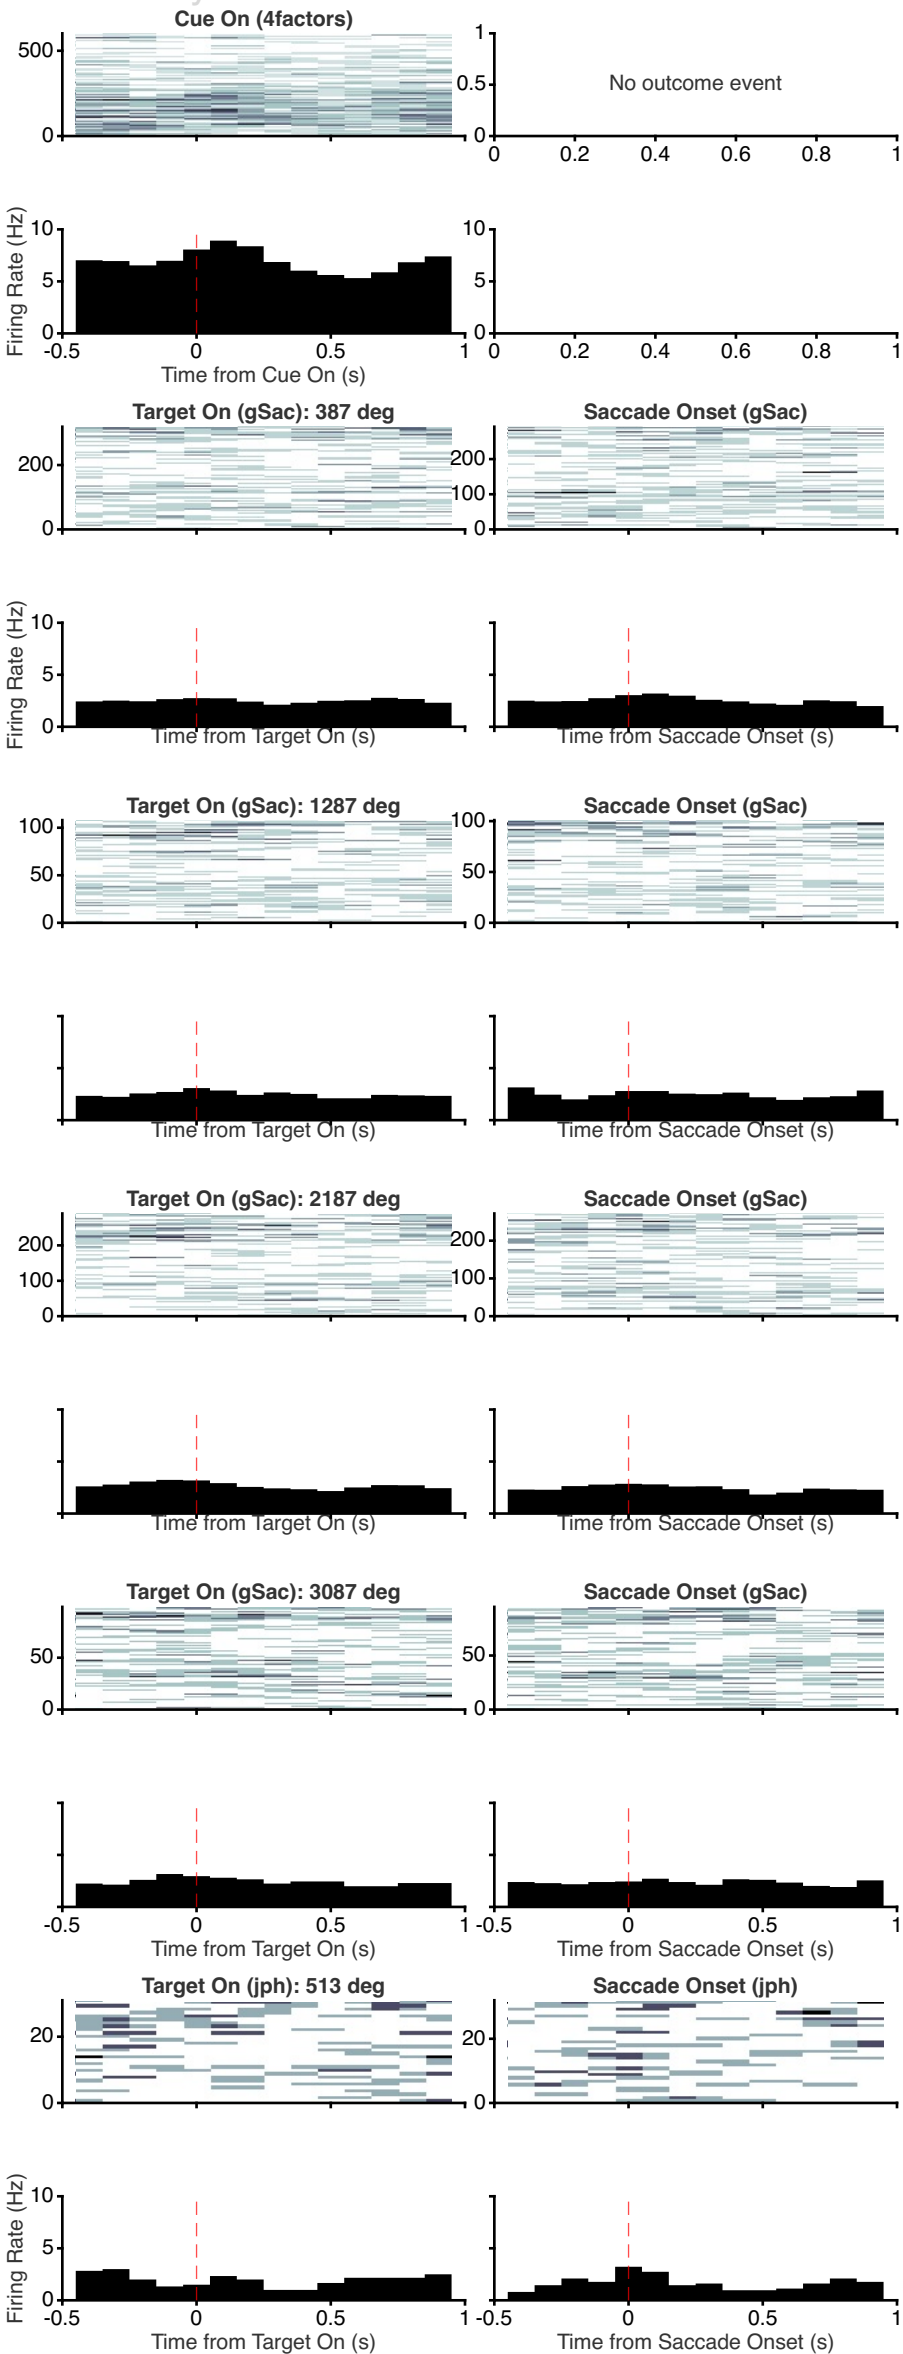 Cue On (4factors)
500
0
1
0.5
0
No outcome event
0 0.2 0.4 0.6 0.8 1
Firing Rate (Hz)
10
5
0
-0.5 0 0.5 1
Time from Cue On (s)
10
5
0
0 0.2 0.4 0.6 0.8 1
Target On (gSac): 387 deg
200
0
Saccade Onset (gSac)
200
100
0
Firing Rate (Hz)
10
5
0
Time from Target On (s)
Time from Saccade Onset (s)
Target On (gSac): 1287 deg
100
50
0
Saccade Onset (gSac)
100
50
0
Time from Target On (s)
Time from Saccade Onset (s)
Target On (gSac): 2187 deg
200
100
0
Saccade Onset (gSac)
200
100
0
Time from Target On (s)
Time from Saccade Onset (s)
Target On (gSac): 3087 deg
50
0
Saccade Onset (gSac)
50
0
-0.5 0 0.5 1
Time from Target On (s)
-0.5 0 0.5 1
Time from Saccade Onset (s)
Target On (jph): 513 deg
20
0
Saccade Onset (jph)
20
0
Firing Rate (Hz)
10
5
0
-0.5 0 0.5 1
Time from Target On (s)
-0.5 0 0.5 1
Time from Saccade Onset (s)